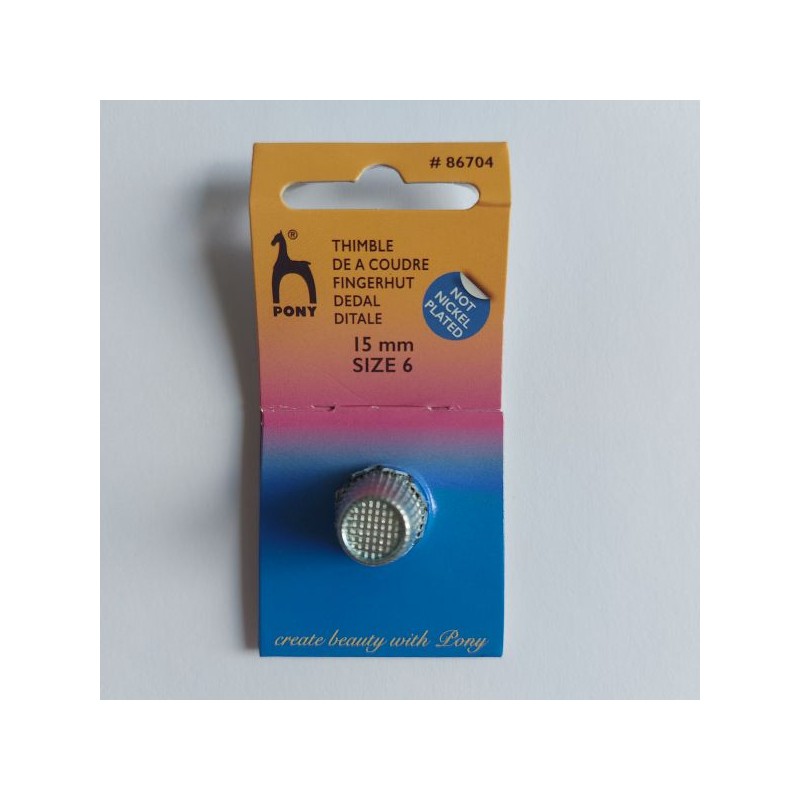 # 86704
®
PONY
THIMBLE
DE A COUDRE
FINGERHUT
DEDAL
DITALE
NOT
NICKEL
PLATED
15 mm
SIZE 6
create beauty with Pony